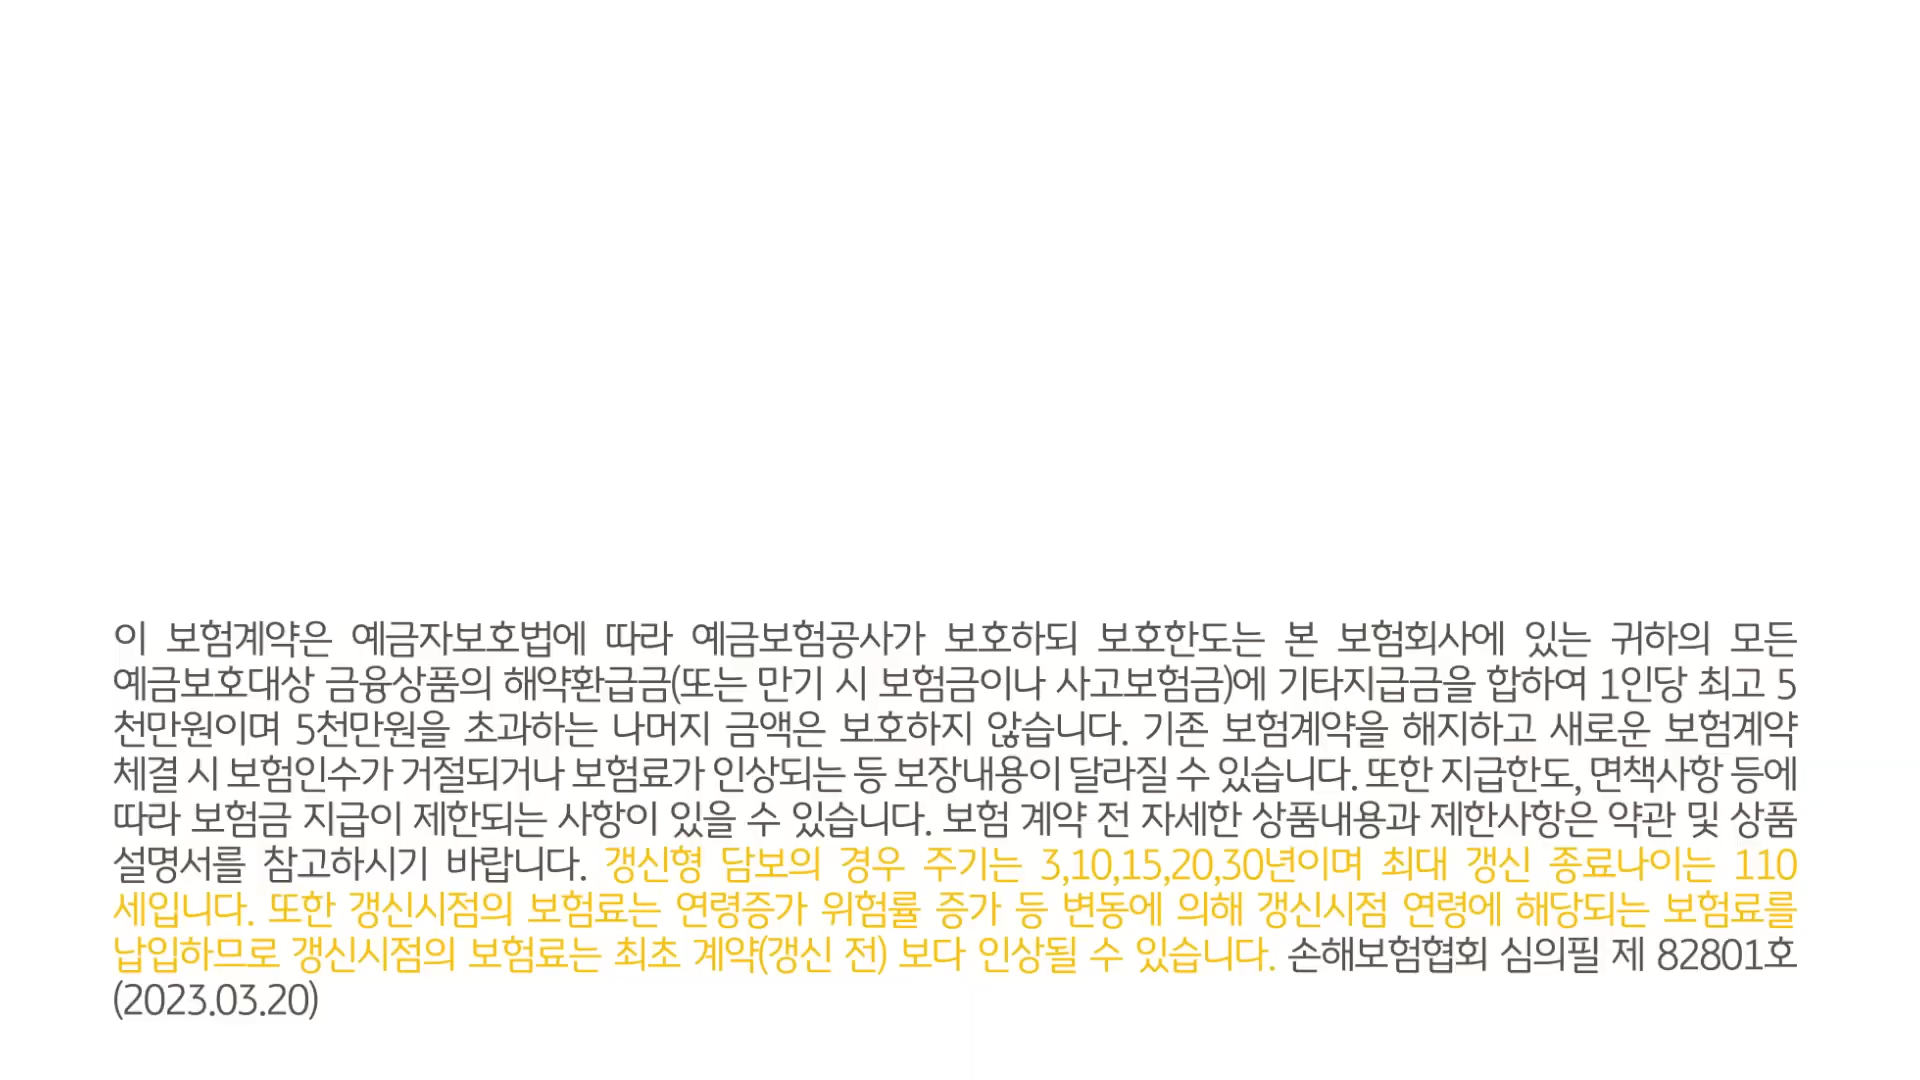 이 보험계약은 예금자보호법에 따라 예금보험공사가 보호하되 보호한도는 본 보험회사에 있는 귀하의 모든
예금보호대상 금융상품의 해약환급금(또는 만기 시 보험금이나 사고보험금)에 기타지급금을 합하여 1인당 최고 5
천만원이며 5천만원을 초과하는 나머지 금액은 보호하지 않습니다. 기존 보험계약을 해지하고 새로운 보험계약
체결 시 보험인수가 거절되거나 보험료가 인상되는 등 보장내용이 달라질 수 있습니다. 또한 지급한도, 면책사항 등에
따라 보험금 지급이 제한되는 사항이 있을 수 있습니다. 보험 계약 전 자세한 상품내용과 제한사항은 약관 및 상품
설명서를 참고하시기 바랍니다. 갱신형 담보의 경우 주기는 3,10,15,20,30년이며 최대 갱신 종료나이는 110
세입니다. 또한 갱신시점의 보험료는 연령증가 위험률 증가 등 변동에 의해 갱신시점 연령에 해당되는 보험료를
납입하므로 갱신시점의 보험료는 최초 계약(갱신 전) 보다 인상될 수 있습니다. 손해보험협회 심의필 제 82801호
(2023.03.20)